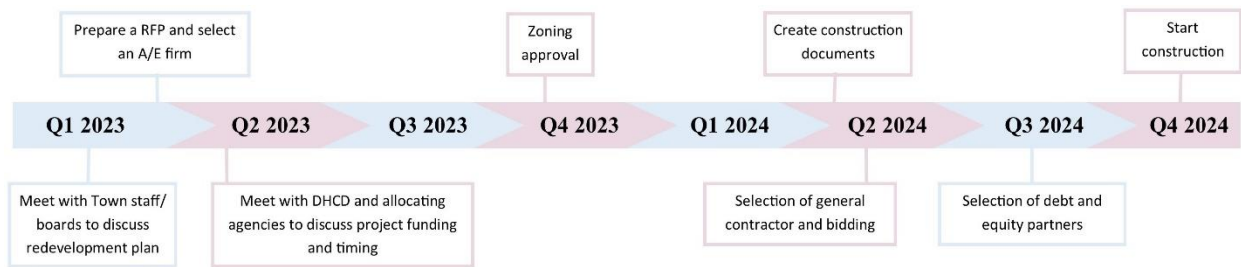 Prepare a RFP and select
an A/E firm
Zoning
approval
Create construction
documents
Start
construction
Q1 2023
Q2 2023
Q3 2023
Q4 2023
Q1 2024
Q2 2024
Q3 2024
Q4 2024
Meet with Town staff/
boards to discuss
redevelopment plan
Meet with DHCD and allocating
agencies to discuss project funding
and timing
Selection of general
contractor and bidding
Selection of debt and
equity partners